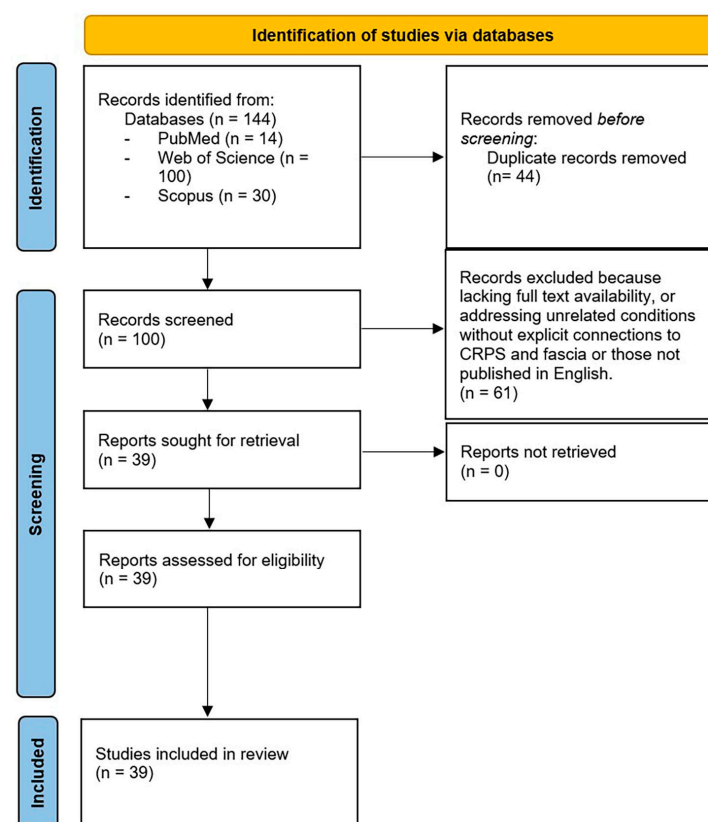 Identification of studies via databases
Identification
Records identified from:
Databases (n = 144)
- PubMed (n = 14)
- Web of Science (n =
100)
- Scopus (n = 30)
Records removed before
screening:
Duplicate records removed
(n= 44)
Screening
Records screened
(n = 100)
Records excluded because
lacking full text availability, or
addressing unrelated conditions
without explicit connections to
CRPS and fascia or those not
published in English.
(n = 61)
Reports sought for retrieval
(n = 39)
Reports not retrieved
(n = 0)
Reports assessed for eligibility
(n = 39)
Included
Studies included in review
(n = 39)